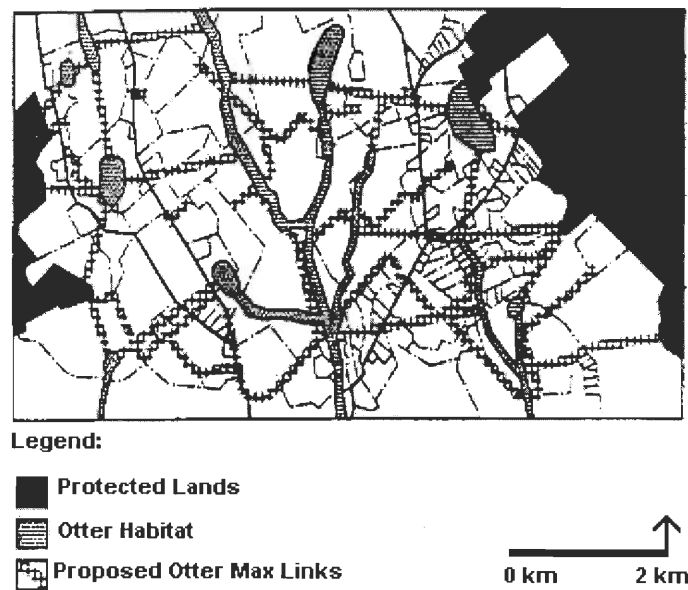 Legend:
Protected Lands
Otter Habitat
Proposed Otter Max Links
0 km 2 km